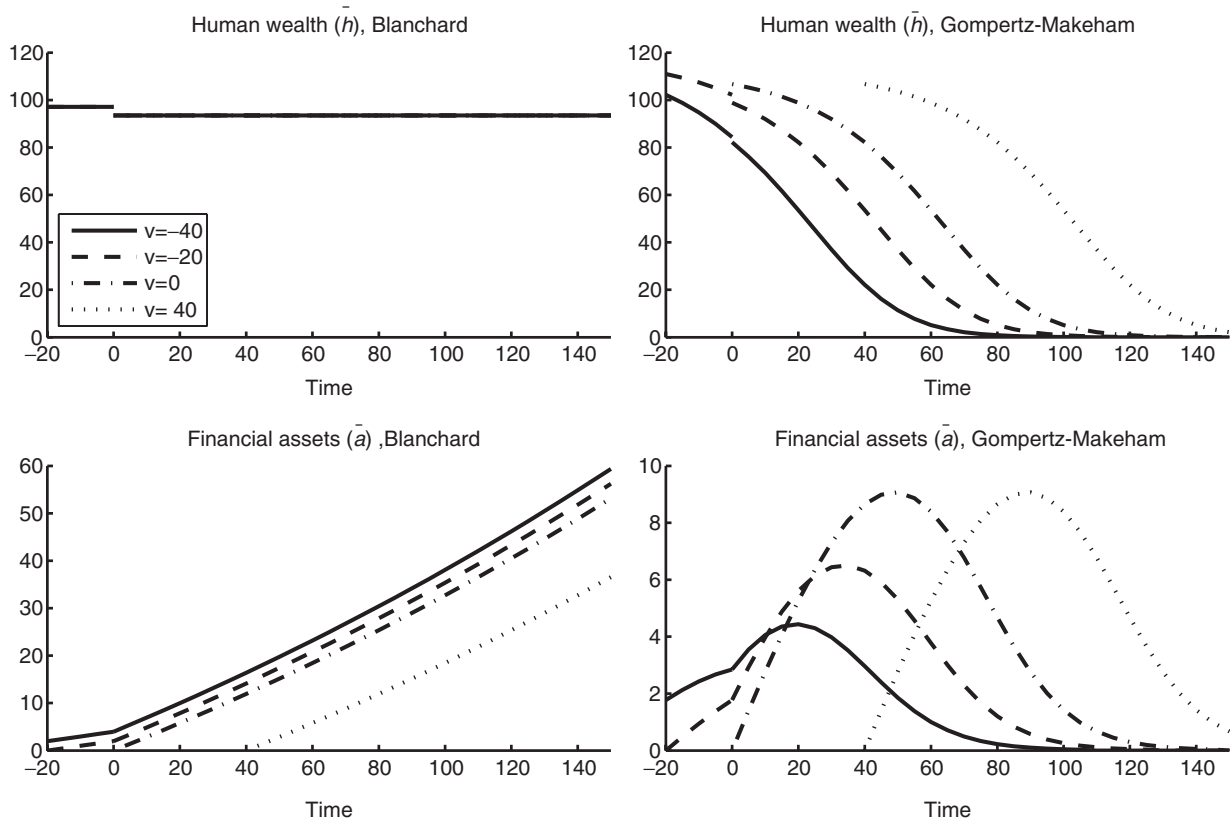 Human wealth (h̄), Blanchard
120
100
80
60
40
20
0
v=−40
v=−20
v=0
v= 40
−20 0 20 40 60 80 100 120 140
Time
Human wealth (h̄), Gompertz-Makeham
120
100
80
60
40
20
0
−20 0 20 40 60 80 100 120 140
Time
Financial assets (ā) ,Blanchard
60
50
40
30
20
10
0
−20 0 20 40 60 80 100 120 140
Time
Financial assets (ā), Gompertz-Makeham
10
8
6
4
2
0
−20 0 20 40 60 80 100 120 140
Time